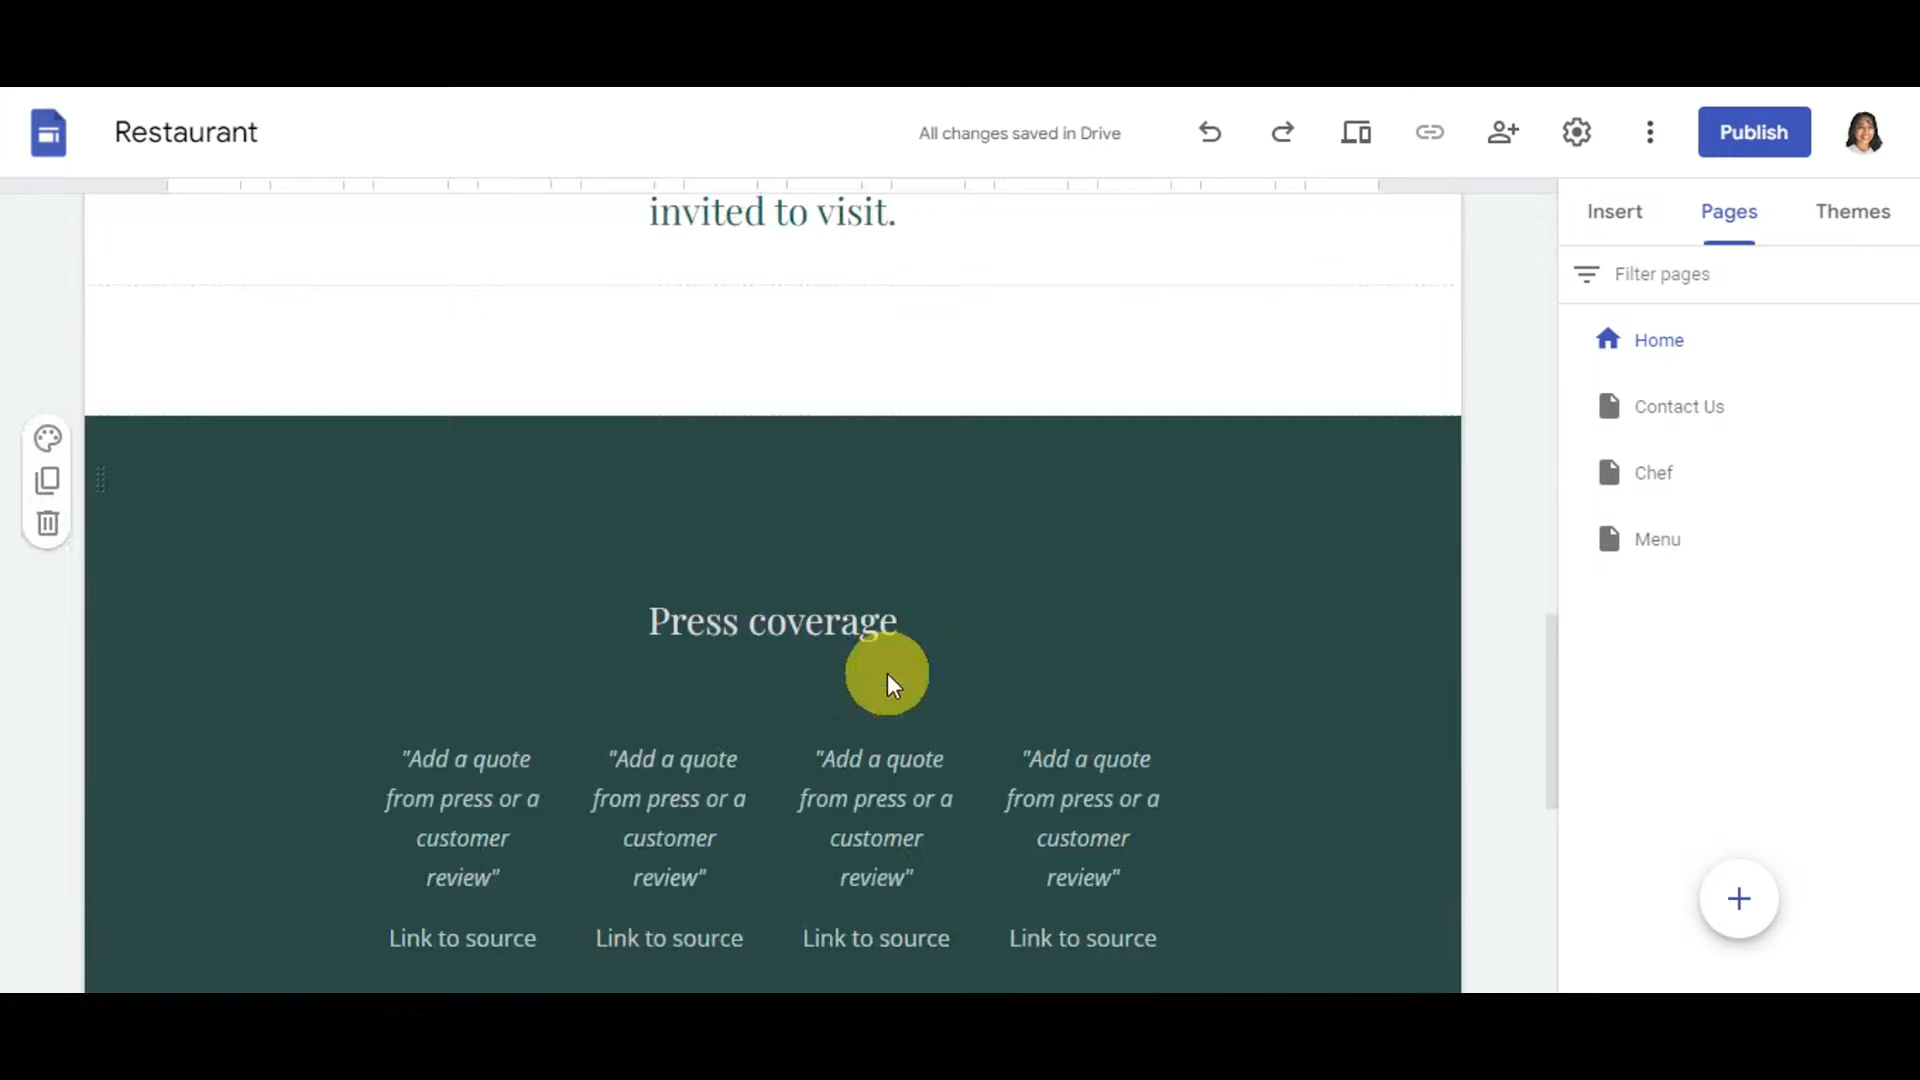 Restaurant
All changes saved in Drive
Publish
Insert
Pages
Themes
Filter pages
Home
Contact Us
Chef
Menu
invited to visit.
Press coverage
"Add a quote
from press or a
customer
review"
Link to source
"Add a quote
from press or a
customer
review"
Link to source
"Add a quote
from press or a
customer
review"
Link to source
"Add a quote
from press or a
customer
review"
Link to source